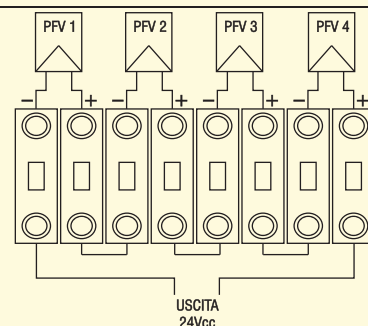 PFV 1 PFV 2 PFV 3 PFV 4
– + – + – + – +
USCITA
24Vcc